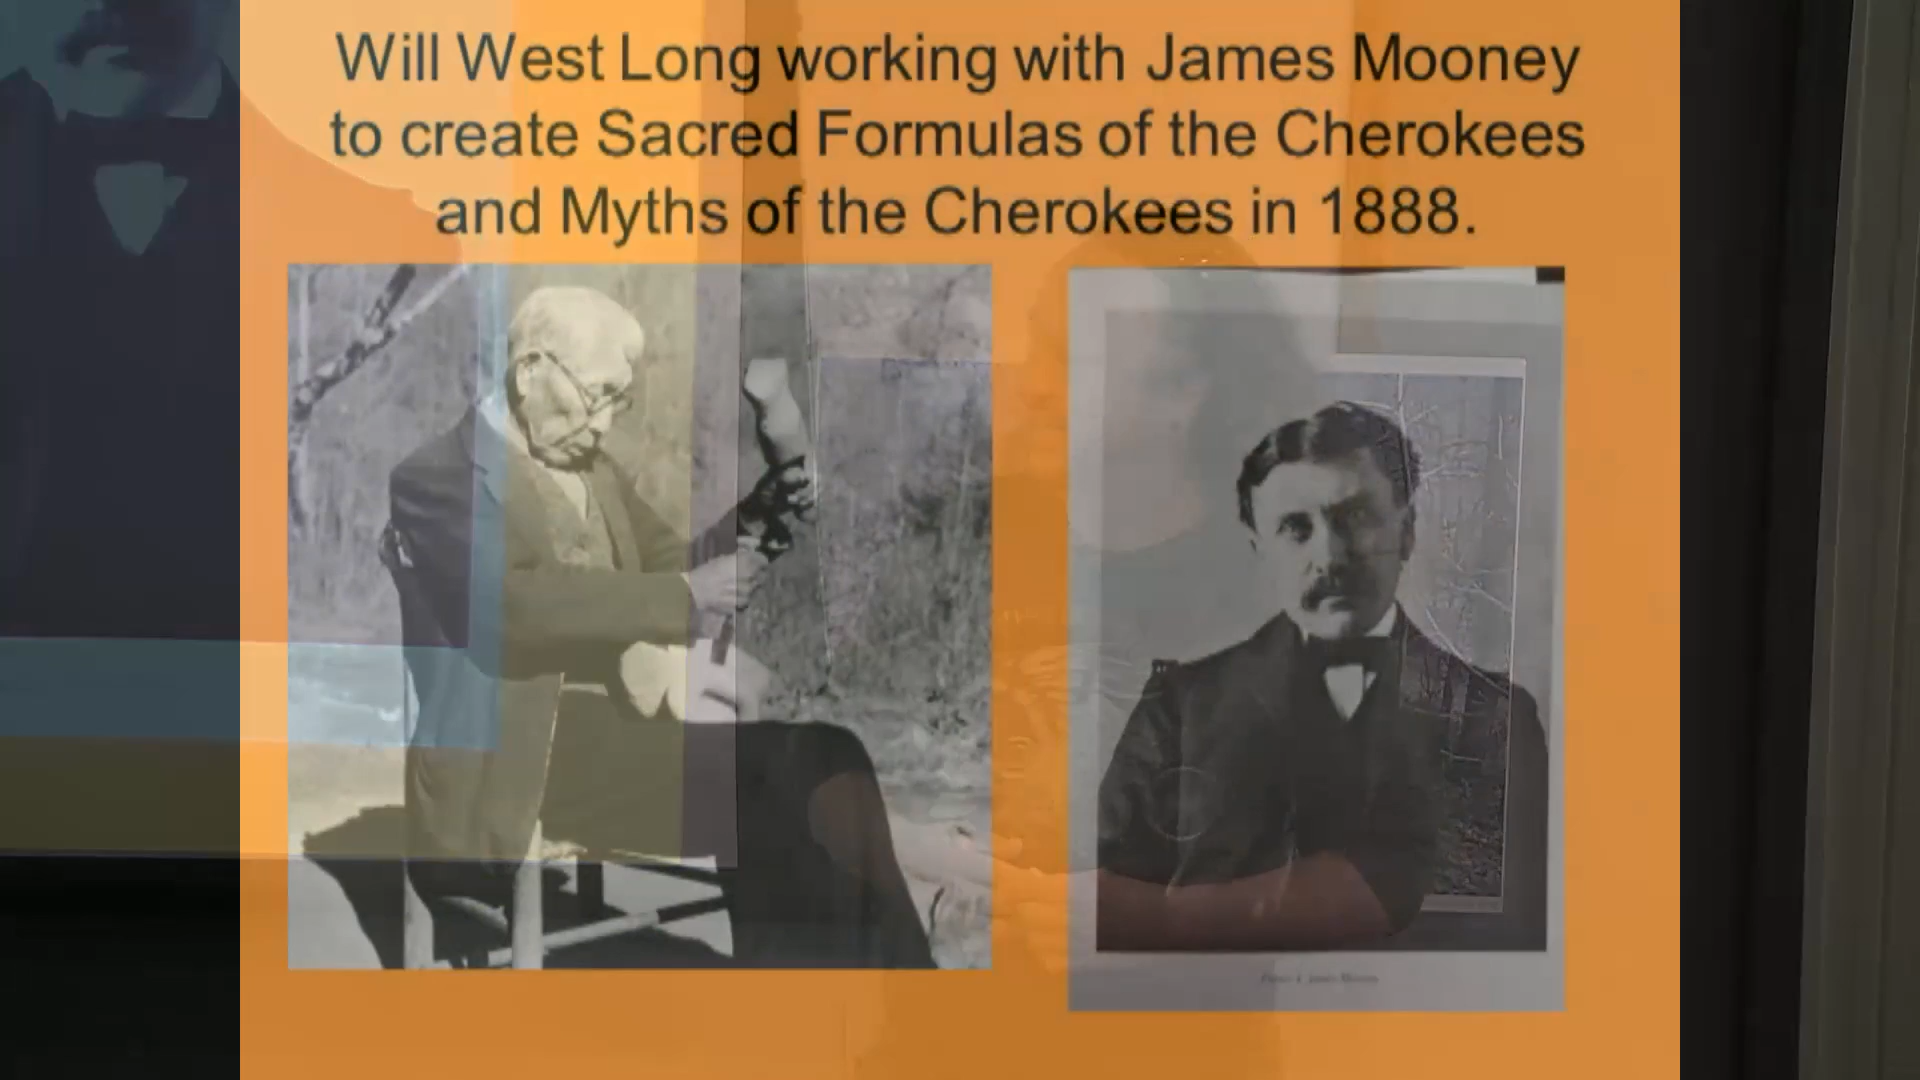 Will West Long working with James Mooney
to create Sacred Formulas of the Cherokees
and Myths of the Cherokees in 1888.